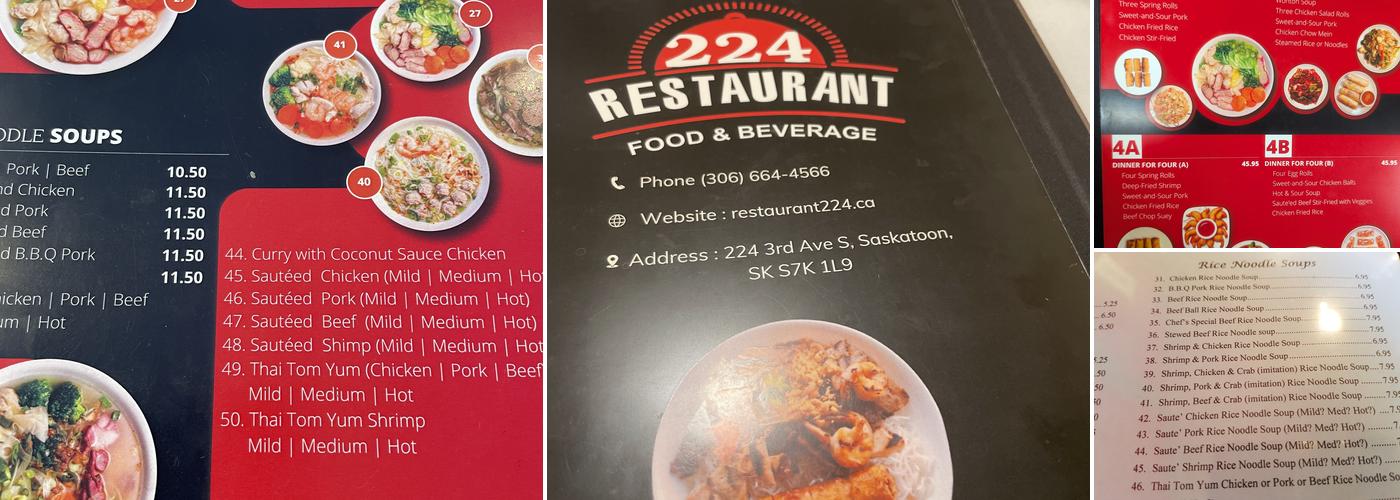 27
41
27
40
NOODLE SOUPS
Pork | Beef 10.50
nd Chicken 11.50
d Pork 11.50
d Beef 11.50
d B.B.Q Pork 11.50
11.50
hicken | Pork | Beef
um | Hot
44. Curry with Coconut Sauce Chicken
45. Sautéed Chicken (Mild | Medium | Hot
46. Sautéed Pork (Mild | Medium | Hot)
47. Sautéed Beef (Mild | Medium | Hot)
48. Sautéed Shimp (Mild | Medium | Hot
49. Thai Tom Yum (Chicken | Pork | Beef
Mild | Medium | Hot
50. Thai Tom Yum Shrimp
Mild | Medium | Hot
224
RESTAURANT
FOOD & BEVERAGE
Phone (306) 664-4566
Website : restaurant224.ca
Address : 224 3rd Ave S, Saskatoon,
SK S7K 1L9
Three Spring Rolls
Sweet-and-Sour Pork
Chicken Fried Rice
Chicken Stir-Fried
Wonton Soup
Three Chicken Salad Rolls
Sweet-and-Sour Pork
Chicken Chow Mein
Steamed Rice or Noodles
4A
DINNER FOR FOUR (A) 45.95
Four Spring Rolls
Deep-Fried Shrimp
Sweet-and-Sour Pork
Chicken Fried Rice
Beef Chop Suey
4B
DINNER FOR FOUR (B) 45.95
Four Egg Rolls
Sweet-and-Sour Chicken Balls
Hot & Sour Soup
Saute'ed Beef Stir-Fried with Veggies
Chicken Fried Rice
Rice Noodle Soups
31. Chicken Rice Noodle Soup 6.95
32. B.B.Q Pork Rice Noodle Soup 6.95
33. Beef Rice Noodle Soup 6.95
34. Beef Ball Rice Noodle Soup 6.95
35. Chef's Special Beef Rice Noodle Soup 7.95
36. Stewed Beef Rice Noodle soup 7.95
37. Shrimp & Chicken Rice Noodle Soup 6.95
38. Shrimp & Pork Rice Noodle Soup 6.95
39. Shrimp, Chicken & Crab (imitation) Rice Noodle Soup 7.95
40. Shrimp, Pork & Crab (imitation) Rice Noodle Soup 7.95
41. Shrimp, Beef & Crab (imitation) Rice Noodle Soup 7.95
42. Saute' Chicken Rice Noodle Soup (Mild? Med? Hot?)
43. Saute' Pork Rice Noodle Soup (Mild? Med? Hot?)
44. Saute' Beef Rice Noodle Soup (Mild? Med? Hot?)
45. Saute' Shrimp Rice Noodle Soup (Mild? Med? Hot?)
46. Thai Tom Yum Chicken or Pork or Beef Rice Noodle So
5.25
6.50
6.50
5.25